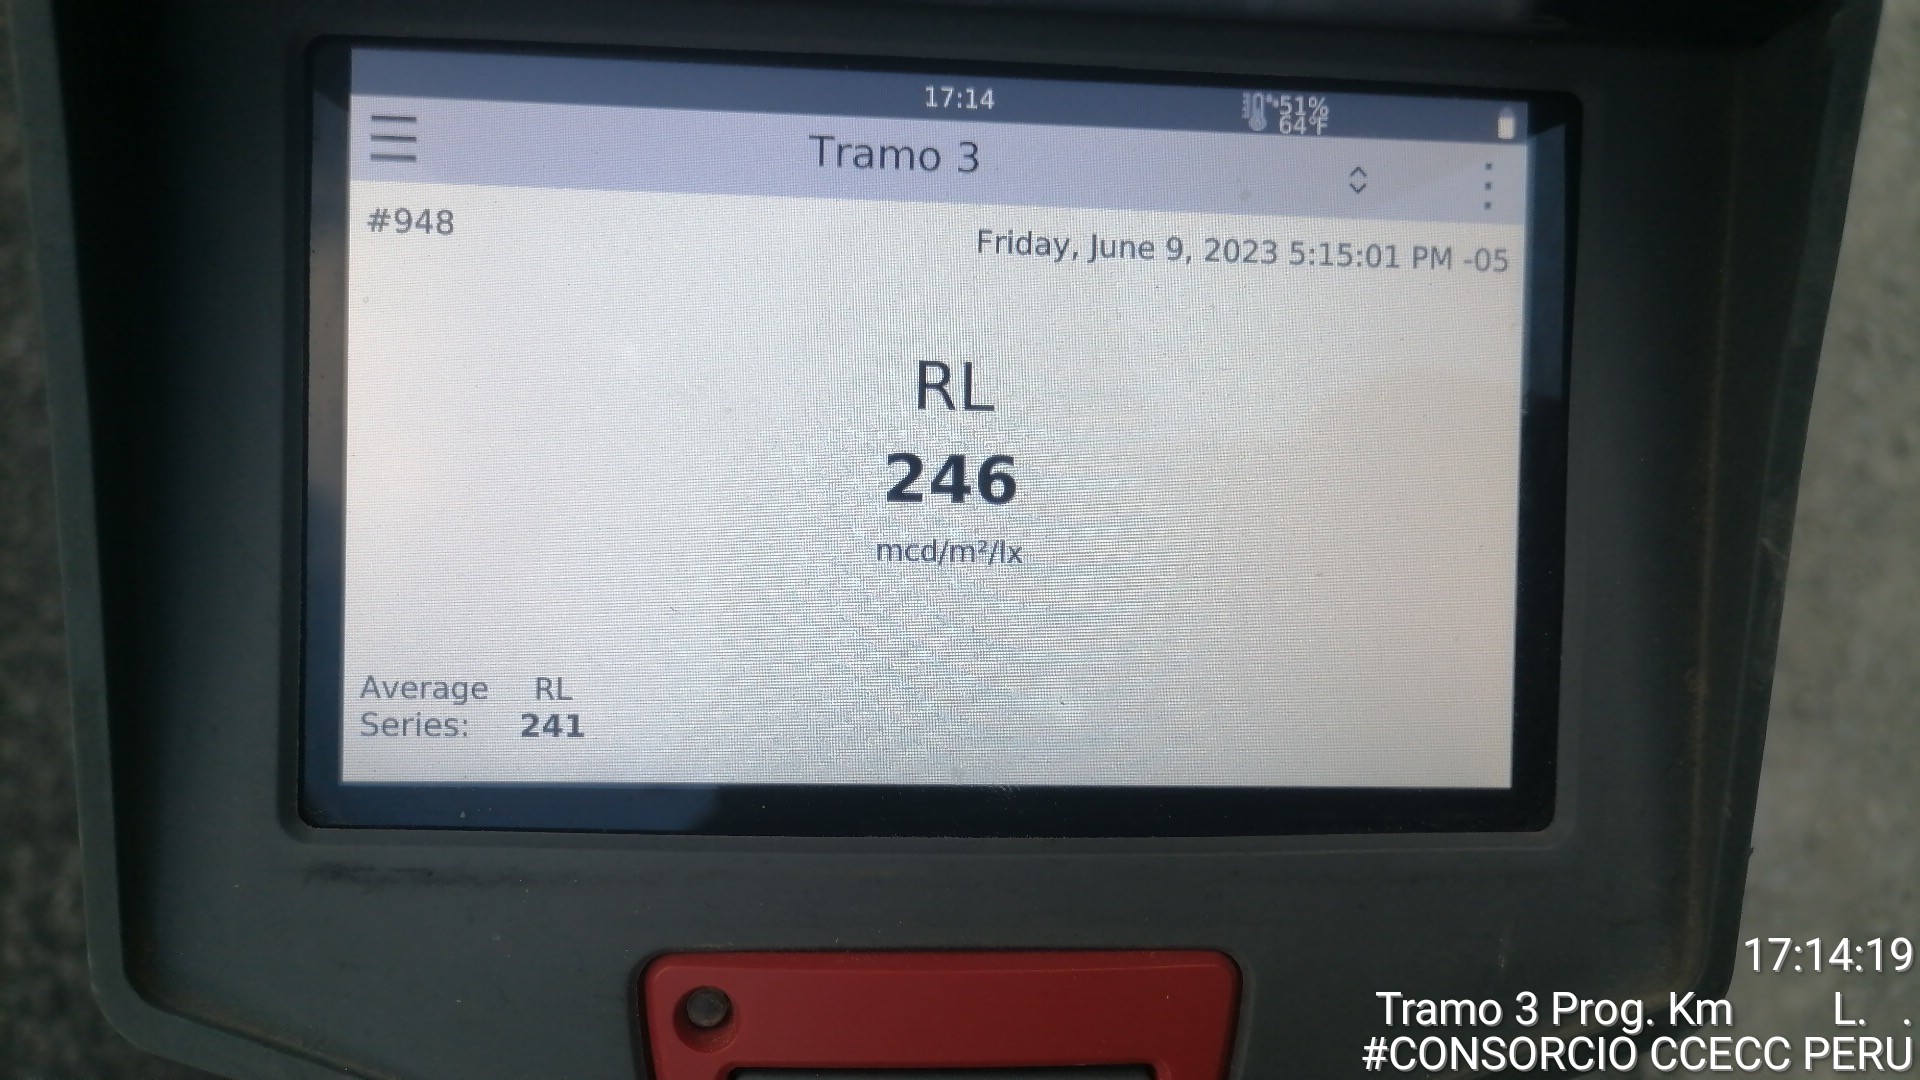 17:14
51%
64°F
Tramo 3
#948
Friday, June 9, 2023 5:15:01 PM -05
RL
246
mcd/m²/lx
Average RL
Series: 241
17:14:19
Tramo 3 Prog. Km L. .
#CONSORCIO CCECC PERU